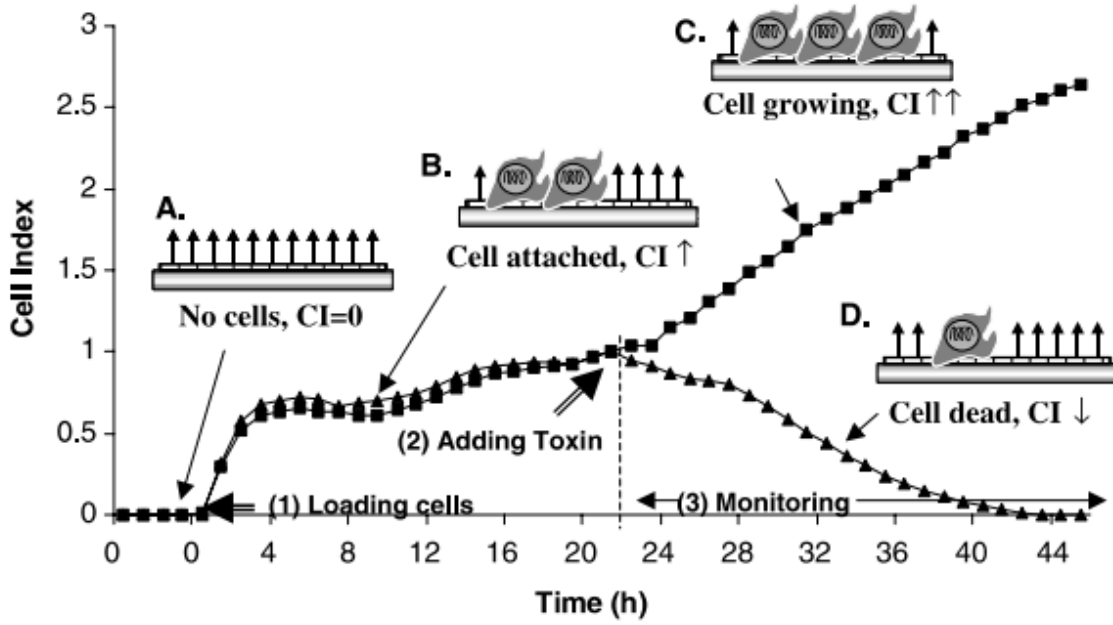 3
2.5
2
1.5
1
0.5
0
Cell Index
A.
No cells, CI=0
B.
Cell attached, CI ↑
C.
Cell growing, CI ↑↑
D.
Cell dead, CI ↓
(1) Loading cells
(2) Adding Toxin
(3) Monitoring
0 0 4 8 12 16 20 24 28 32 36 40 44
Time (h)